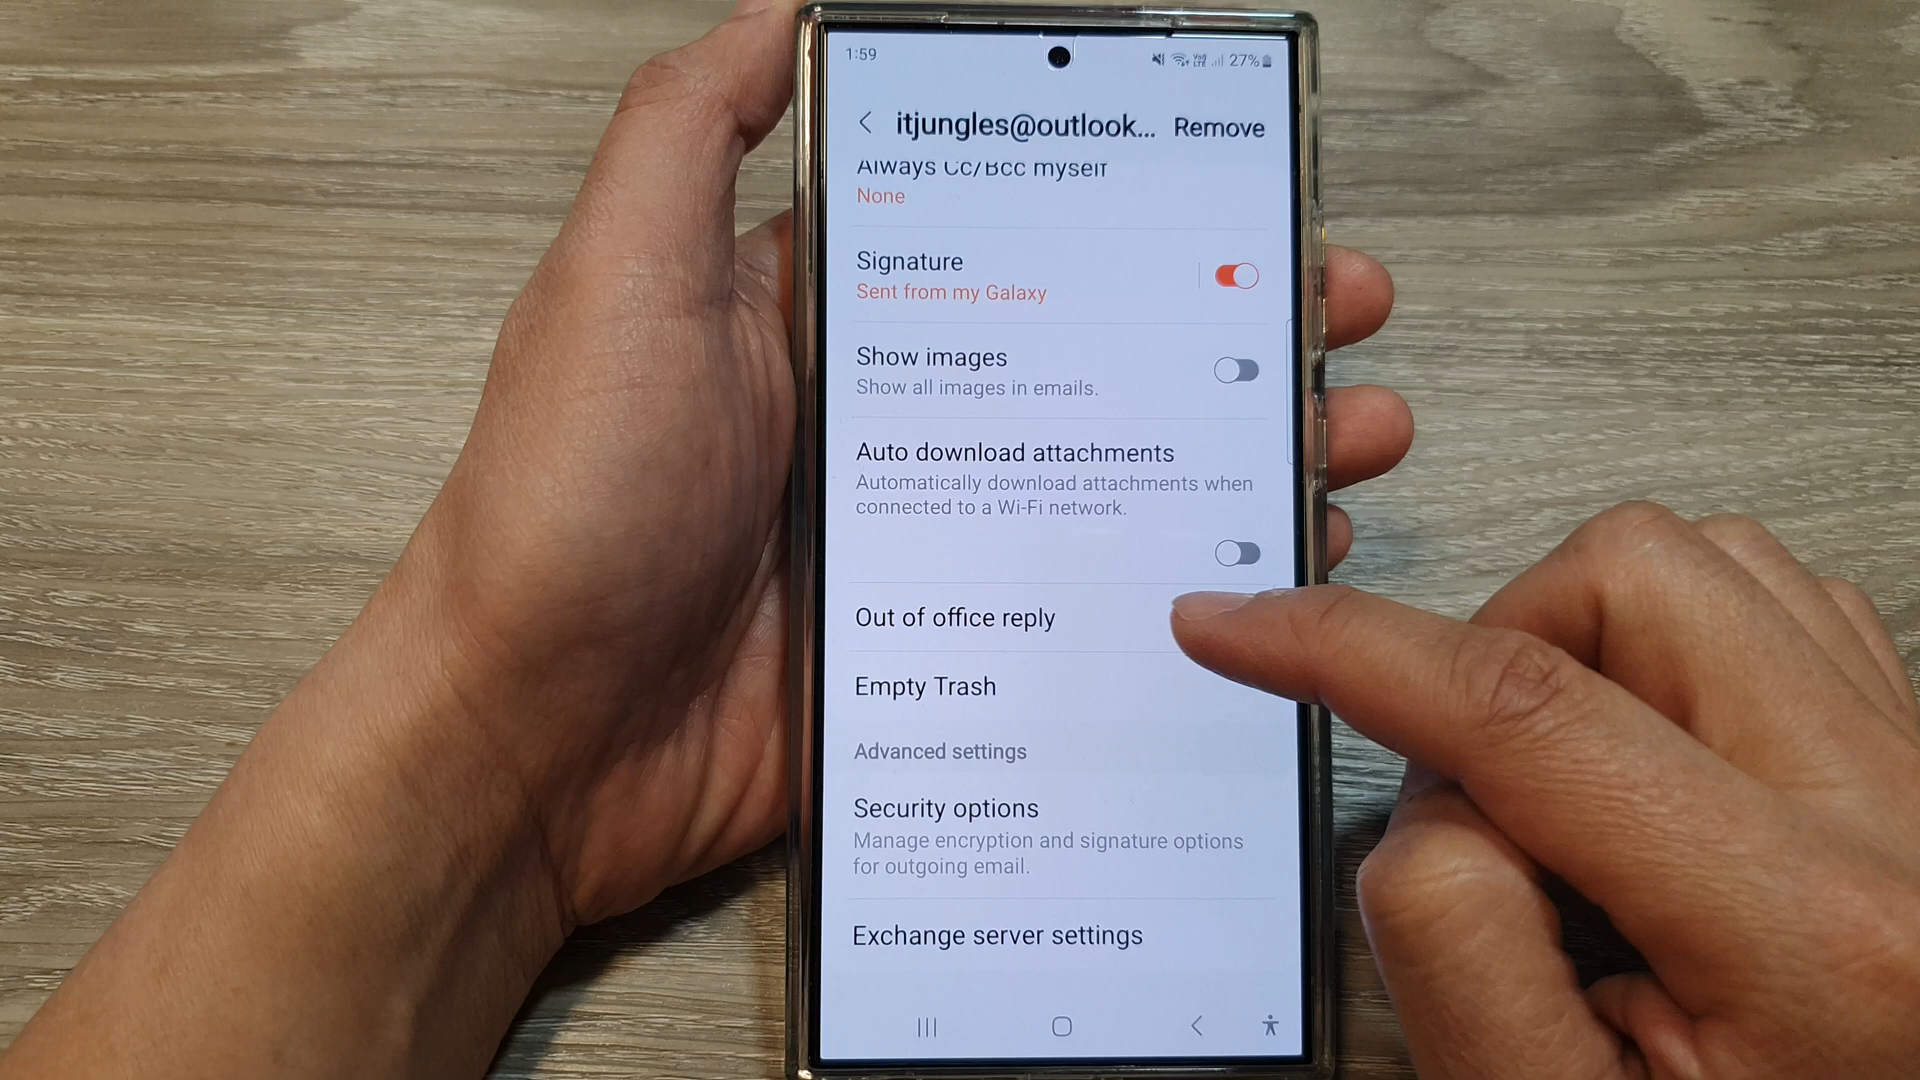 1:59
27%
itjungles@outlook... Remove
Always Cc/Bcc myself
None
Signature
Sent from my Galaxy
Show images
Show all images in emails.
Auto download attachments
Automatically download attachments when
connected to a Wi-Fi network.
Out of office reply
Empty Trash
Advanced settings
Security options
Manage encryption and signature options
for outgoing email.
Exchange server settings